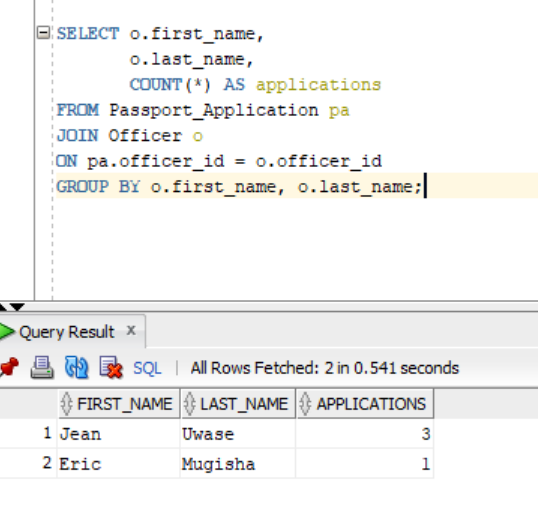 SELECT o.first_name,
o.last_name,
COUNT(*) AS applications
FROM Passport_Application pa
JOIN Officer o
ON pa.officer_id = o.officer_id
GROUP BY o.first_name, o.last_name;
Query Result x
SQL | All Rows Fetched: 2 in 0.541 seconds
FIRST_NAME LAST_NAME APPLICATIONS
1 Jean Uwase 3
2 Eric Mugisha 1